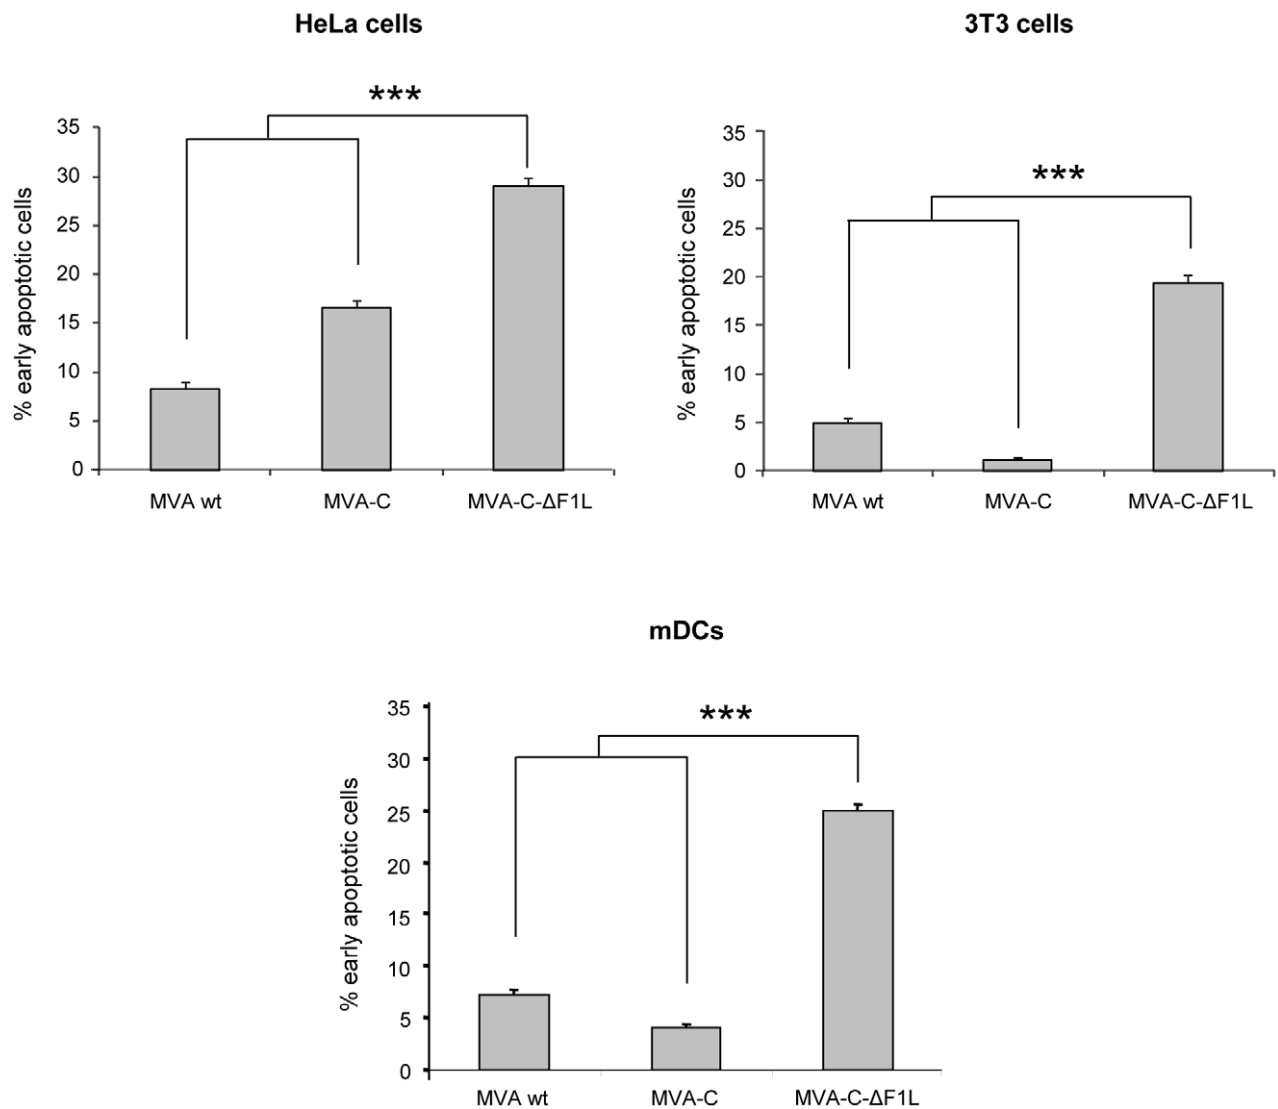 HeLa cells
***
% early apoptotic cells
35
30
25
20
15
10
5
0
MVA wt
MVA-C
MVA-C-ΔF1L
3T3 cells
***
% early apoptotic cells
35
30
25
20
15
10
5
0
MVA wt
MVA-C
MVA-C-ΔF1L
mDCs
***
% early apoptotic cells
35
30
25
20
15
10
5
0
MVA wt
MVA-C
MVA-C-ΔF1L